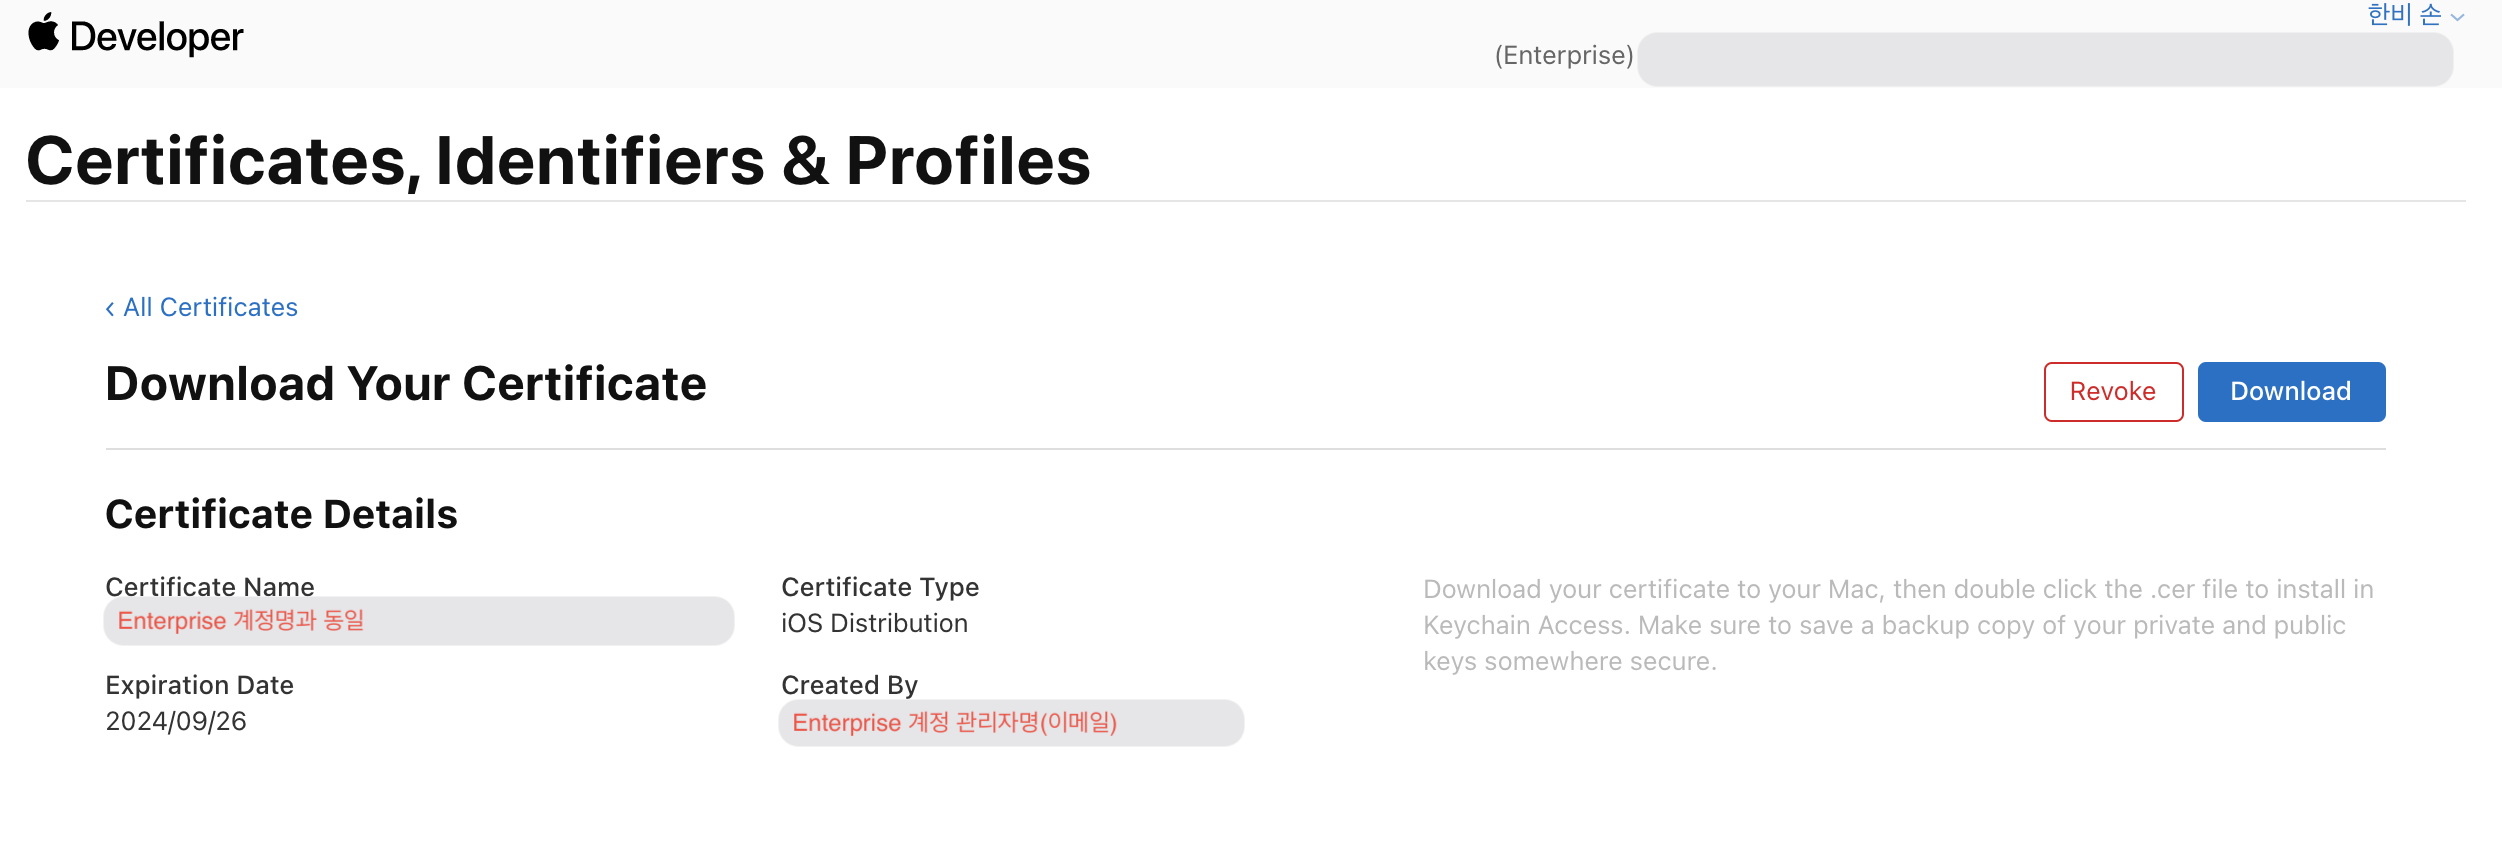 Developer
한비 손
(Enterprise)
Certificates, Identifiers & Profiles
All Certificates
Download Your Certificate
Revoke
Download
Certificate Details
Certificate Name
Enterprise 계정명과 동일
Certificate Type
iOS Distribution
Expiration Date
2024/09/26
Created By
Enterprise 계정 관리자명(이메일)
Download your certificate to your Mac, then double click the .cer file to install in
Keychain Access. Make sure to save a backup copy of your private and public
keys somewhere secure.